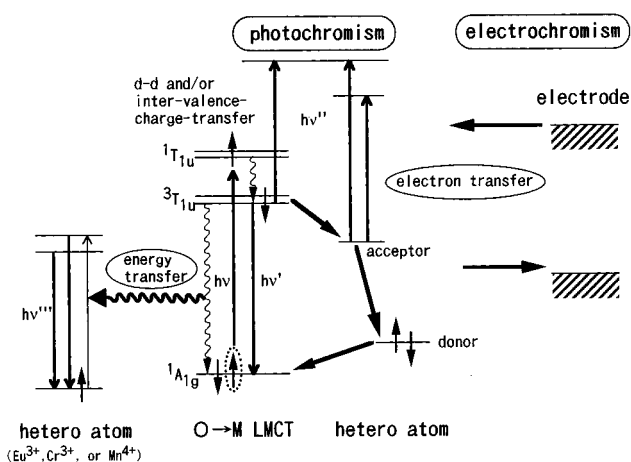 photochromism
electrochromism
d-d and/or
inter-valence-
charge-transfer
electrode
hν''
¹T₁u
electron transfer
³T₁u
energy
transfer
acceptor
hν
hν'
hν'''
donor
¹A₁g
hetero atom
(Eu³⁺,Cr³⁺, or Mn⁴⁺)
O→M LMCT
hetero atom